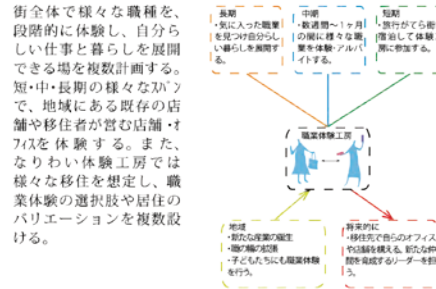 街全体で様々な職種を、
段階的に体験し、自分ら
しい仕事と暮らしを展開
できる場を複数計画する。
短・中・長期の様々なスパン
で、地域にある既存の店
舗や移住者が営む店舗・オ
フィスを体験する。また、
なりわい体験工房では
様々な移住を想定し、職
業体験の選択肢や居住の
バリエーションを複数設
ける。
長期
・気に入った職業
を見つけ自分らし
い暮らしを展開す
る。
中期
・数週間〜1ヶ月
の間に様々な職
業を体験・アルバ
イトする。
短期
・旅行がてら街
宿泊して体験
房に参加する。
職業体験工房
地域
・新たな産業の誕生
・職の幅の拡張
・子どもたちにも職業体験
を行う。
将来的に
・移住先で自らのオフィス
や店舗を構える。新たな仲
間を育成するリーダーを担
う。